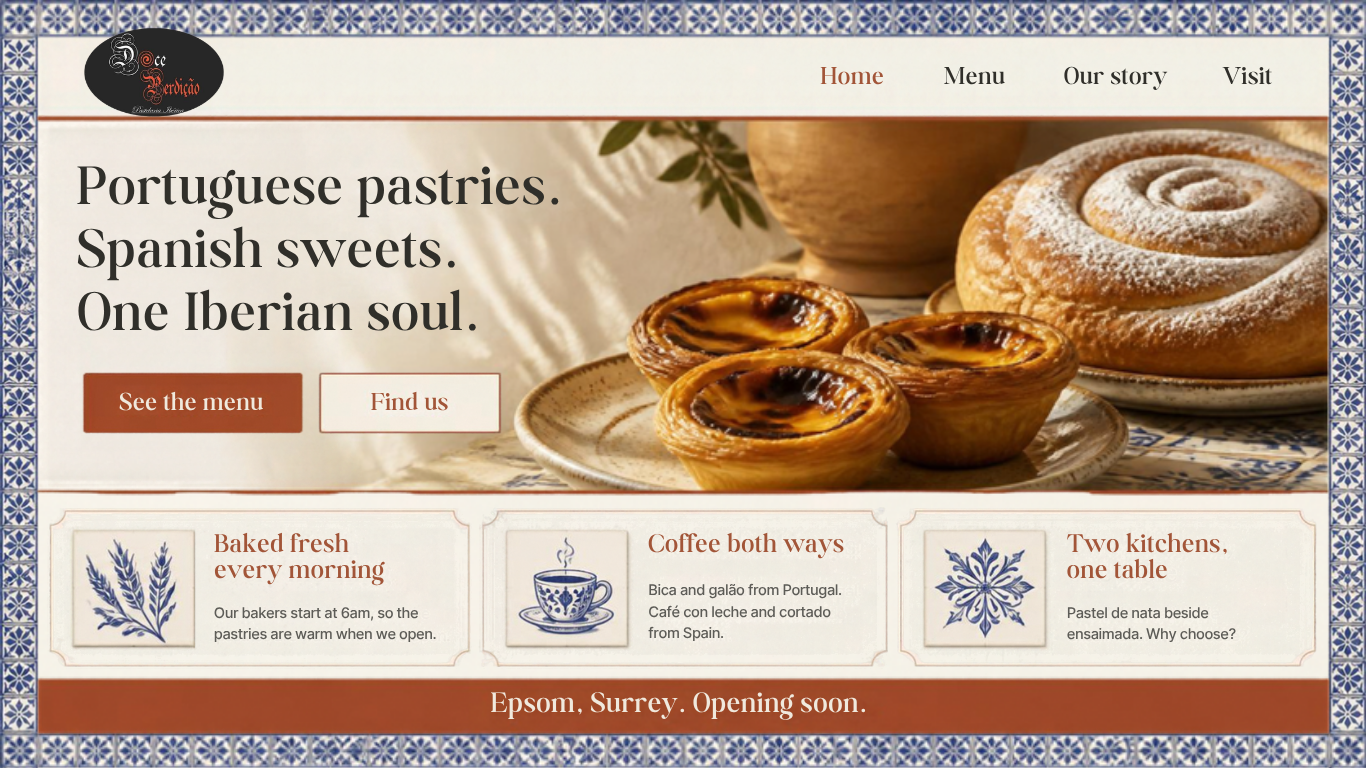 Doce
Perdição
Pastelaria Ibérica
Home Menu Our story Visit
Portuguese pastries.
Spanish sweets.
One Iberian soul.
See the menu Find us
Baked fresh
every morning
Our bakers start at 6am, so the
pastries are warm when we open.
Coffee both ways
Bica and galão from Portugal.
Café con leche and cortado
from Spain.
Two kitchens,
one table
Pastel de nata beside
ensaimada. Why choose?
Epsom, Surrey. Opening soon.